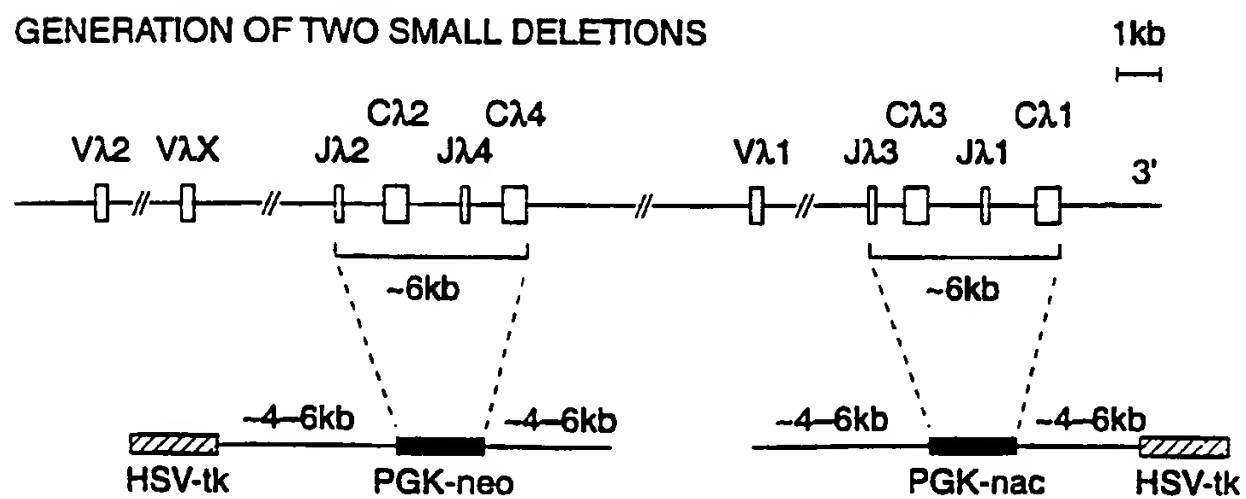 GENERATION OF TWO SMALL DELETIONS
1kb
Cλ2 Cλ4 Cλ3 Cλ1
Vλ2 VλX Jλ2 Jλ4 Vλ1 Jλ3 Jλ1 3'
~6kb ~6kb
~4–6kb ~4–6kb ~4–6kb ~4–6kb
HSV-tk PGK-neo PGK-nac HSV-tk